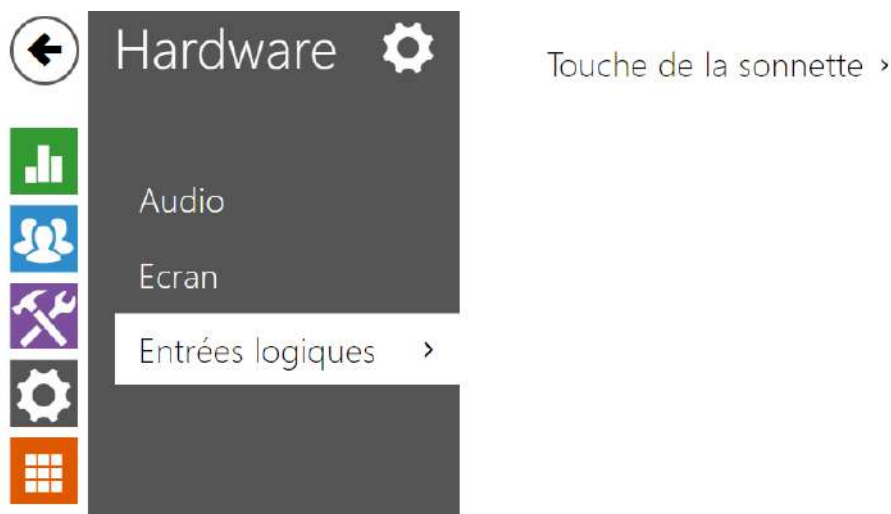 Hardware
Touche de la sonnette ›
Audio
Ecran
Entrées logiques ›